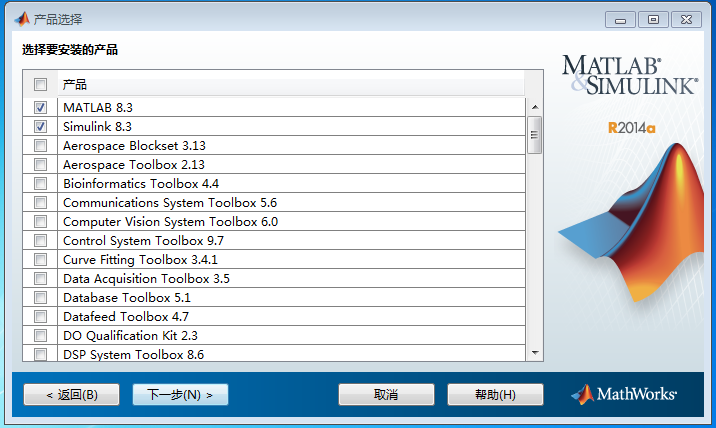 产品选择
选择要安装的产品
产品
MATLAB 8.3
Simulink 8.3
Aerospace Blockset 3.13
Aerospace Toolbox 2.13
Bioinformatics Toolbox 4.4
Communications System Toolbox 5.6
Computer Vision System Toolbox 6.0
Control System Toolbox 9.7
Curve Fitting Toolbox 3.4.1
Data Acquisition Toolbox 3.5
Database Toolbox 5.1
Datafeed Toolbox 4.7
DO Qualification Kit 2.3
DSP System Toolbox 8.6
MATLAB®
&SIMULINK®
R2014a
< 返回(B)
下一步(N) >
取消
帮助(H)
MathWorks®